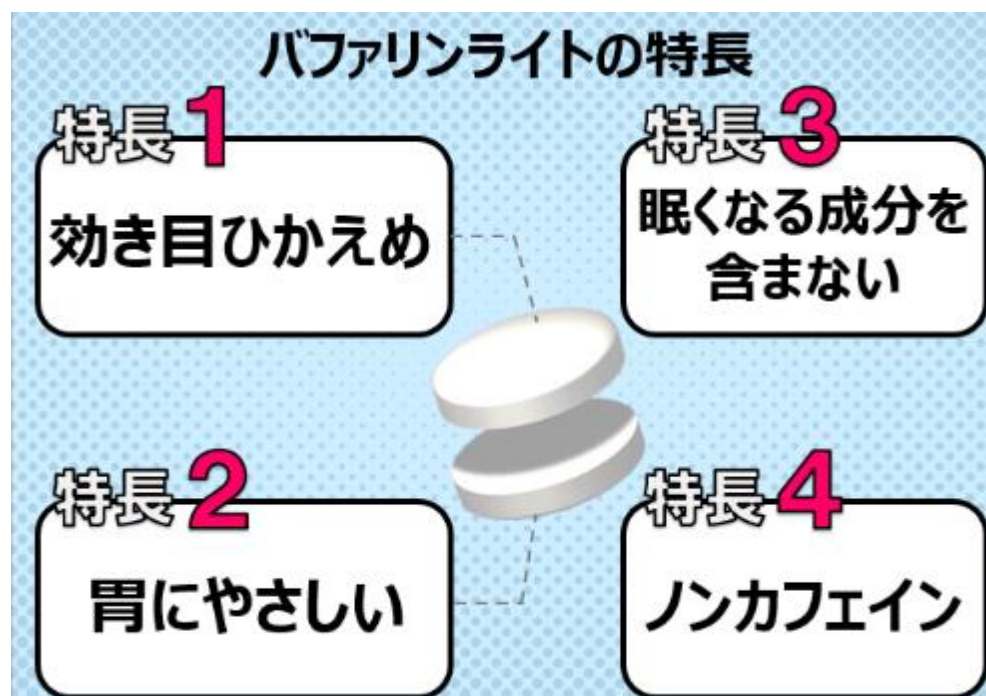 バファリンライトの特長
特長1
効き目ひかえめ
特長2
胃にやさしい
特長3
眠くなる成分を
含まない
特長4
ノンカフェイン